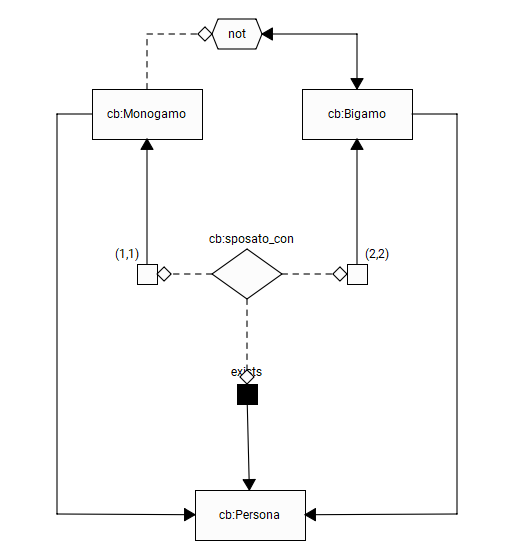 not
cb:Monogamo
cb:Bigamo
cb:sposato_con
(1,1)
(2,2)
exists
cb:Persona